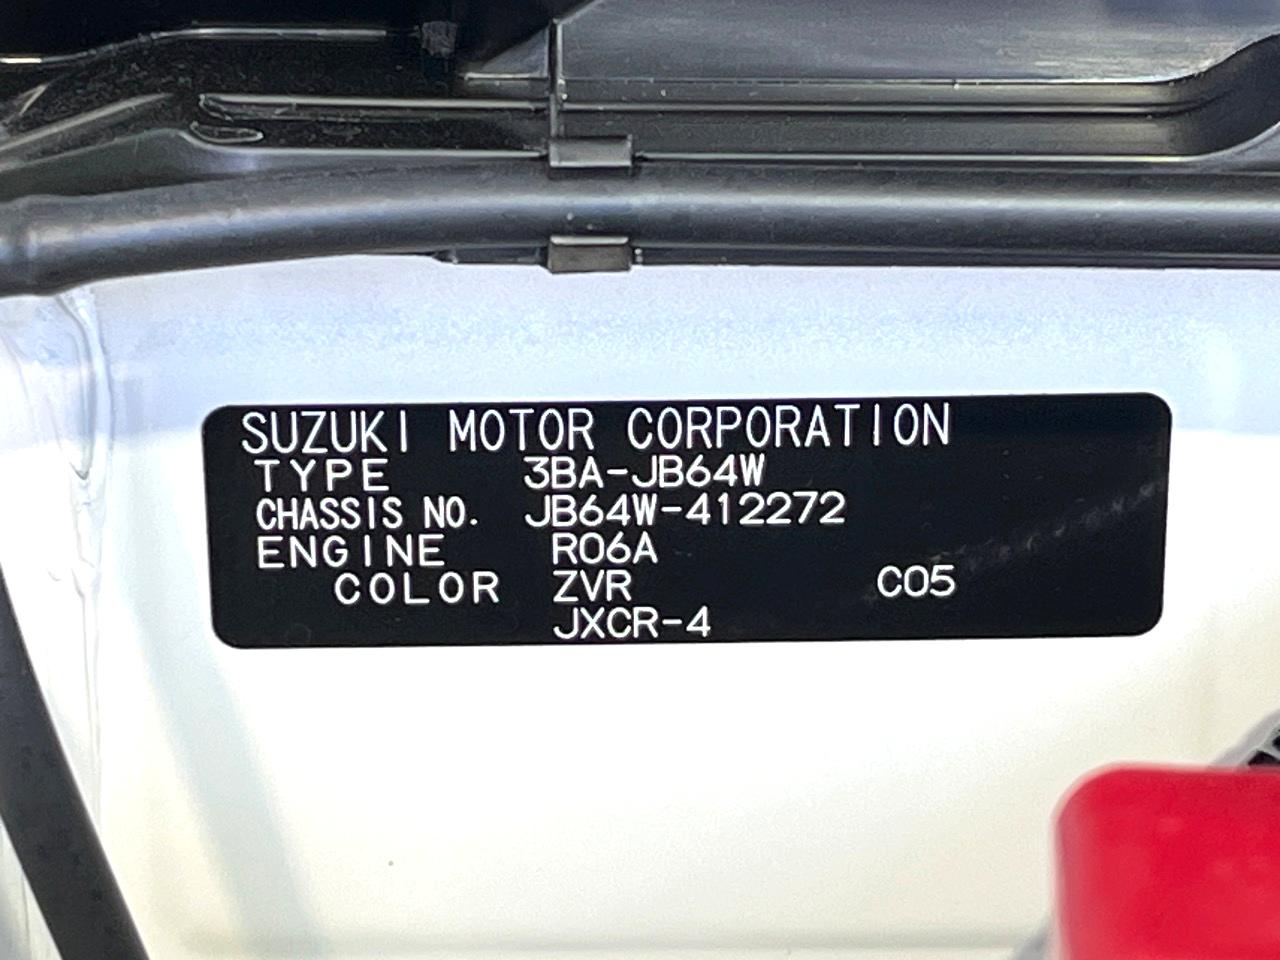 SUZUKI MOTOR CORPORATION
TYPE 3BA-JB64W
CHASSIS NO. JB64W-412272
ENGINE R06A
COLOR ZVR C05
JXCR-4